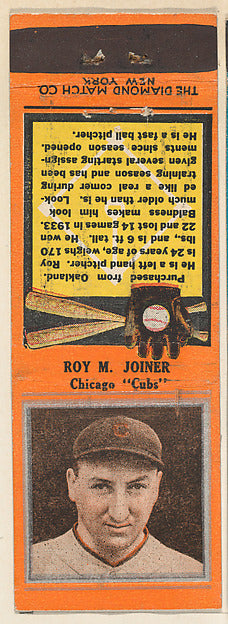 THE DIAMOND MATCH CO.
NEW YORK
Purchased from Oakland.
He is a left hand pitcher. Roy
is 24 years of age, weighs 170
lbs., and is 6 ft. tall. He won
22 and lost 14 games in 1933.
Baldness makes him look
much older than he is. Look-
ed like a real comer during
training season and has been
given several starting assign-
ments since season opened.
He is a fast ball pitcher.
ROY M. JOINER
Chicago "Cubs"
C